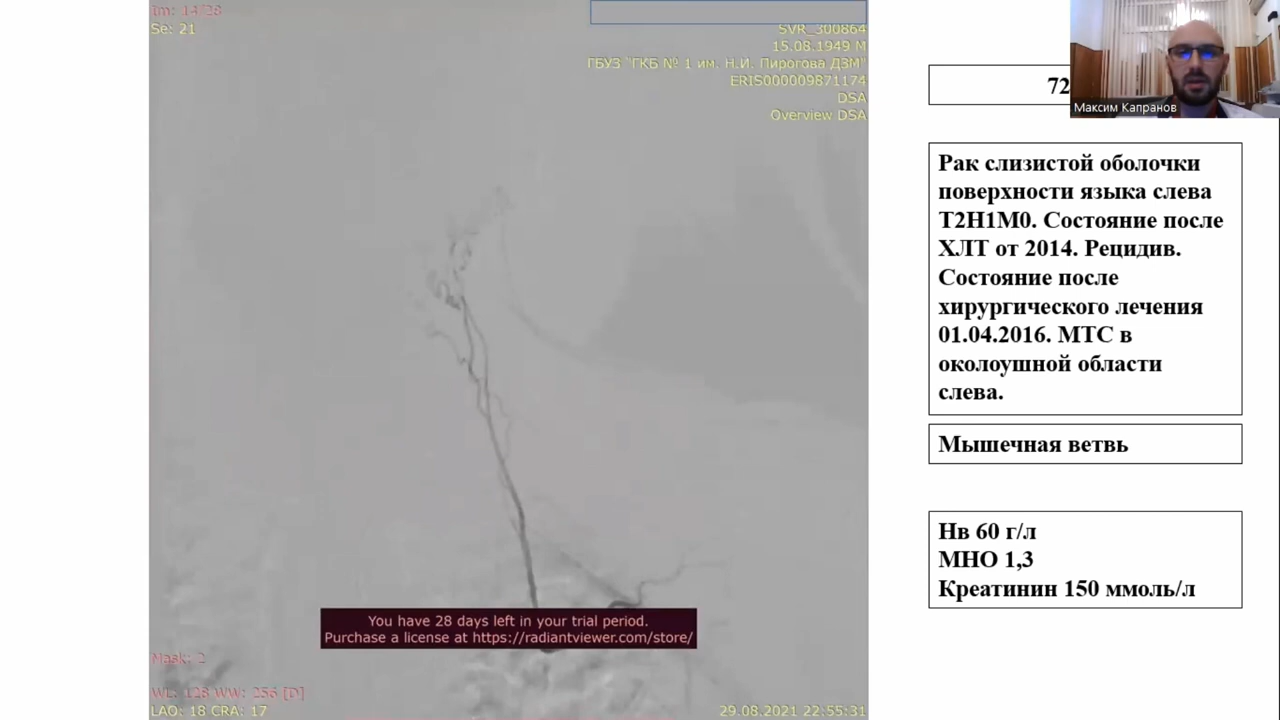 Im: 14/28
Se: 21
SVR_300864
15.08.1949 M
ГБУЗ "ГКБ № 1 им. Н.И. Пирогова ДЗМ"
ERIS000009871174
DSA
Overview DSA
72
Максим Капранов
Рак слизистой оболочки
поверхности языка слева
Т2Н1М0. Состояние после
ХЛТ от 2014. Рецидив.
Состояние после
хирургического лечения
01.04.2016. МТС в
околоушной области
слева.
Мышечная ветвь
Нв 60 г/л
МНО 1,3
Креатинин 150 ммоль/л
You have 28 days left in your trial period.
Purchase a license at https://radiantviewer.com/store/
Mask: 2
WL: 128 WW: 256 [D]
LAO: 18 CRA: 17
29.08.2021 22:55:31